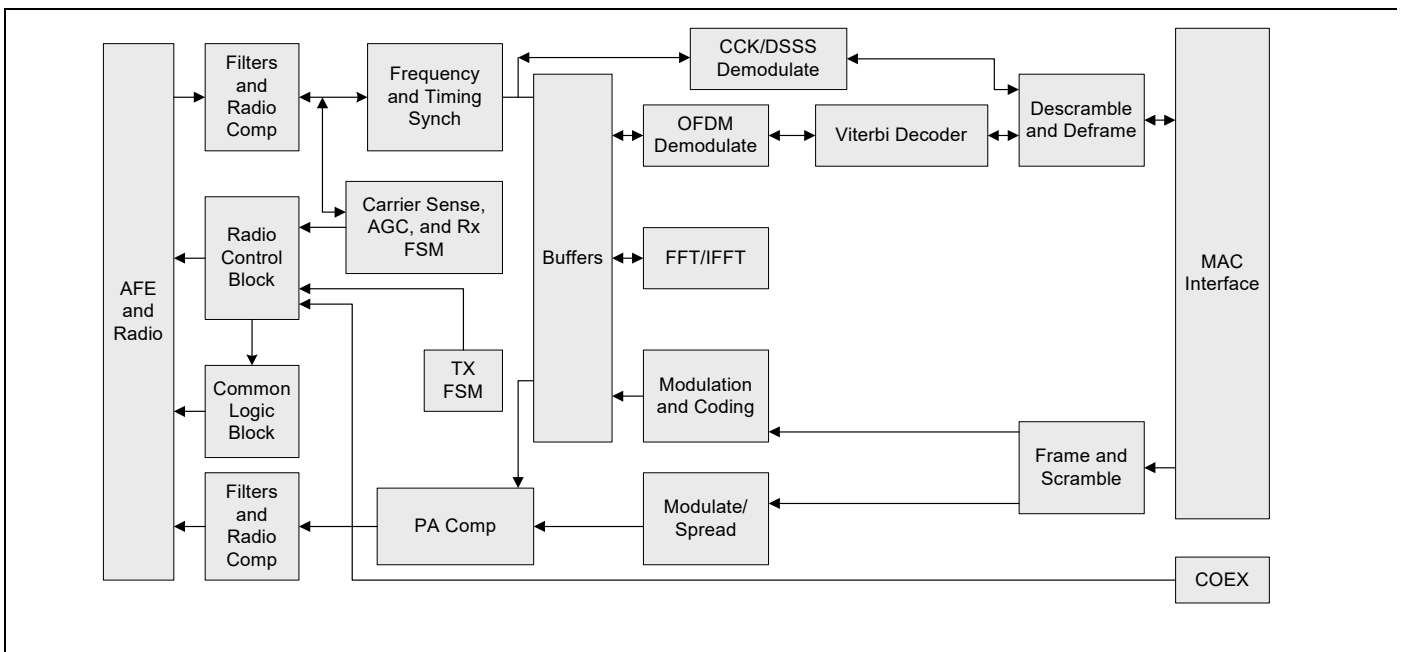 AFE
and
Radio
Filters
and
Radio
Comp
Frequency
and Timing
Synch
CCK/DSSS
Demodulate
OFDM
Demodulate
Viterbi Decoder
Descramble
and Deframe
Carrier Sense,
AGC, and Rx
FSM
Radio
Control
Block
Buffers
FFT/IFFT
MAC
Interface
TX
FSM
Common
Logic
Block
Modulation
and Coding
Frame and
Scramble
Filters
and
Radio
Comp
PA Comp
Modulate/
Spread
COEX